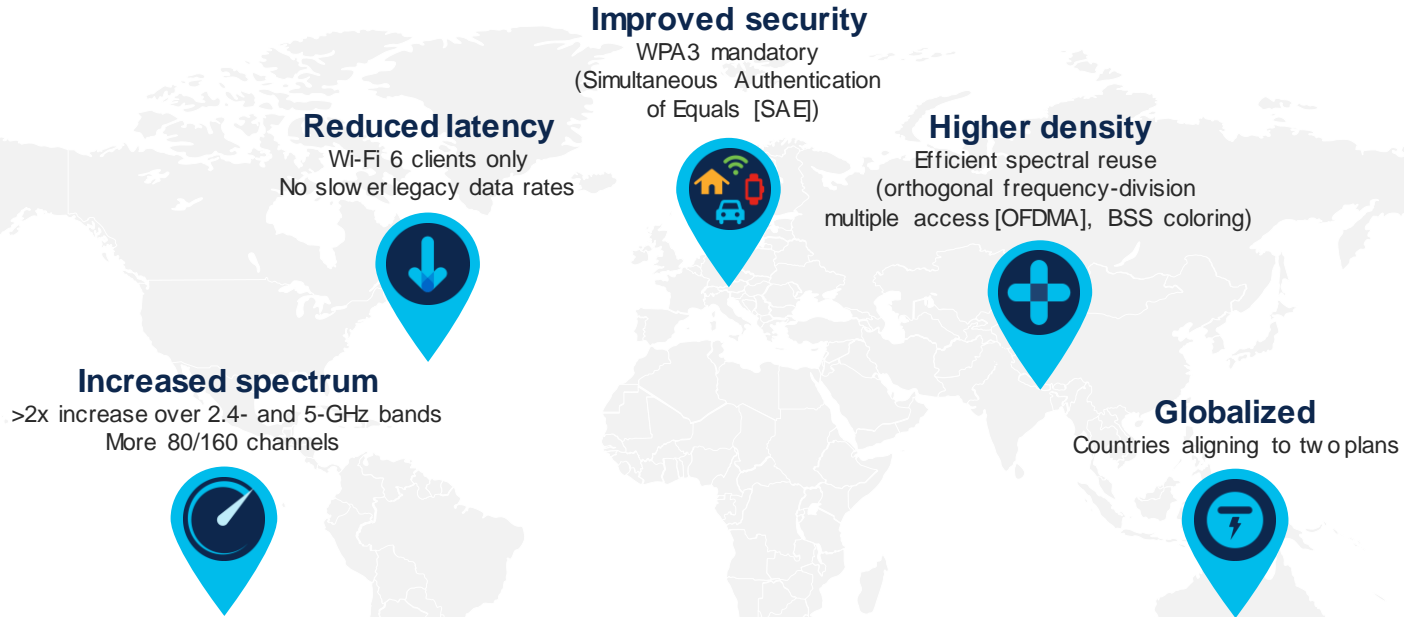 Improved security
WPA3 mandatory
(Simultaneous Authentication
of Equals [SAE])
Reduced latency
Wi-Fi 6 clients only
No slower legacy data rates
Higher density
Efficient spectral reuse
(orthogonal frequency-division
multiple access [OFDMA], BSS coloring)
Increased spectrum
>2x increase over 2.4- and 5-GHz bands
More 80/160 channels
Globalized
Countries aligning to two plans